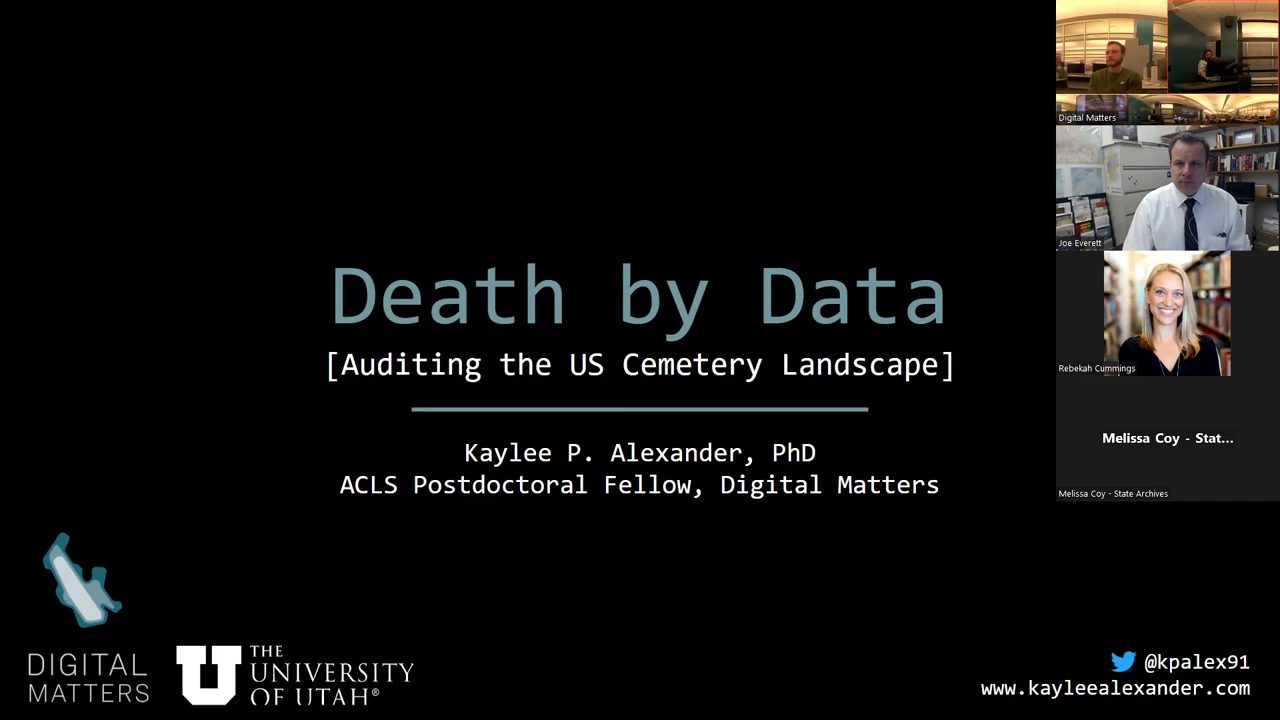 Death by Data
[Auditing the US Cemetery Landscape]
Kaylee P. Alexander, PhD
ACLS Postdoctoral Fellow, Digital Matters
DIGITAL
MATTERS
THE
UNIVERSITY
OF UTAH®
@kpalex91
www.kayleealexander.com
Digital Matters
Joe Everett
Rebekah Cummings
Melissa Coy - Stat...
Melissa Coy - State Archives